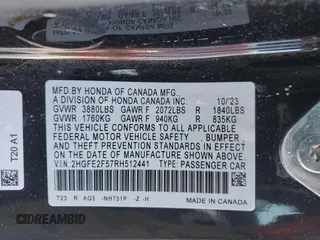 MFD. BY HONDA OF CANADA MFG.,
A DIVISION OF HONDA CANADA INC. 10/23
GVWR 3880LBS GAWR F 2072LBS R 1840LBS
GVWR 1760KG GAWR F 940KG R 835KG
THIS VEHICLE CONFORMS TO ALL APPLICABLE
FEDERAL MOTOR VEHICLE SAFETY , BUMPER,
AND THEFT PREVENTION STANDARDS IN EFFECT
ON THE DATE OF MANUFACTURE SHOWN ABOVE.
V.I.N. 2HGFE2F57RH512441 TYPE: PASSENGER CAR
T23 R AG5 -NH731P -Z -H
MADE IN CANADA
T20 A1
DREAMBID